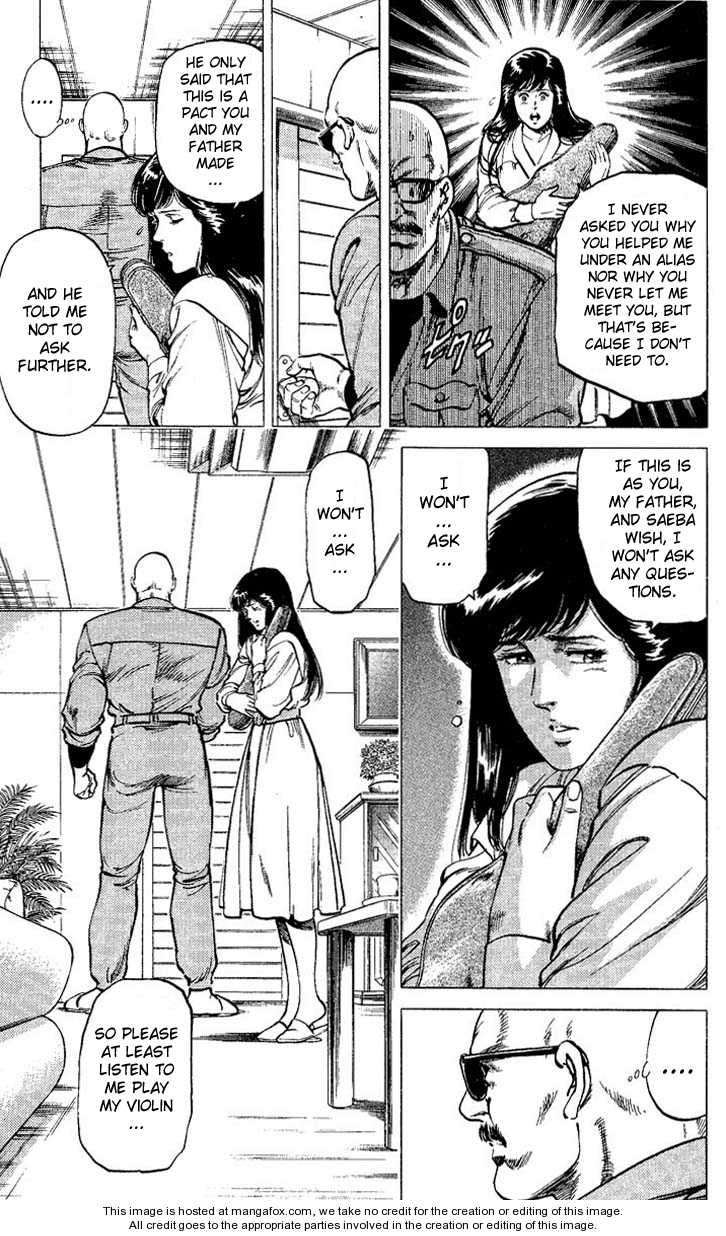 I NEVER
ASKED YOU WHY
YOU HELPED ME
UNDER AN ALIAS
NOR WHY YOU
NEVER LET ME
MEET YOU, BUT
THAT'S BE-
CAUSE I DON'T
NEED TO.
ピクッ
HE ONLY
SAID THAT
THIS IS A
PACT YOU
AND MY
FATHER
MADE
...
....
AND HE
TOLD ME
NOT TO
ASK
FURTHER.
IF THIS IS
AS YOU,
MY FATHER,
AND SAEBA
WISH, I
WON'T ASK
ANY QUES-
TIONS.
I
WON'T
...
ASK
...
I
WON'T
...
ASK
...
....
SO PLEASE
AT LEAST
LISTEN TO
ME PLAY
MY VIOLIN
...
This image is hosted at mangafox.com, we take no credit for the creation or editing of this image.
All credit goes to the appropriate parties involved in the creation or editing of this image.